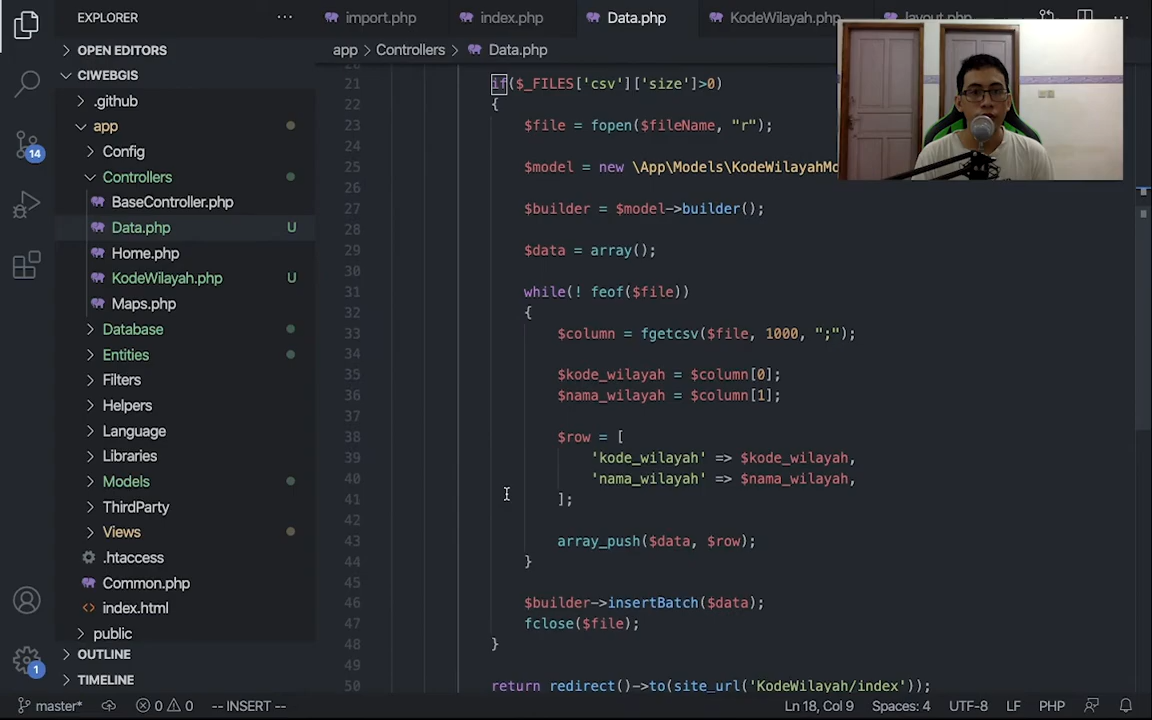 EXPLORER
OPEN EDITORS
CIWEBGIS
.github
app
Config
Controllers
BaseController.php
Data.php U
Home.php
KodeWilayah.php U
Maps.php
Database
Entities
Filters
Helpers
Language
Libraries
Models
ThirdParty
Views
.htaccess
Common.php
index.html
public
OUTLINE
TIMELINE
14
1
import.php index.php Data.php KodeWilayah.php layout.php
app > Controllers > Data.php
21 if($_FILES['csv']['size']>0)
22 {
23 $file = fopen($fileName, "r");
24
25 $model = new \App\Models\KodeWilayahMo
26
27 $builder = $model->builder();
28
29 $data = array();
30
31 while(! feof($file))
32 {
33 $column = fgetcsv($file, 1000, ";");
34
35 $kode_wilayah = $column[0];
36 $nama_wilayah = $column[1];
37
38 $row = [
39 'kode_wilayah' => $kode_wilayah,
40 'nama_wilayah' => $nama_wilayah,
41 ];
42
43 array_push($data, $row);
44 }
45
46 $builder->insertBatch($data);
47 fclose($file);
48 }
49
50 return redirect()->to(site_url('KodeWilayah/index'));
master* 0 0 -- INSERT -- Ln 18, Col 9 Spaces: 4 UTF-8 LF PHP